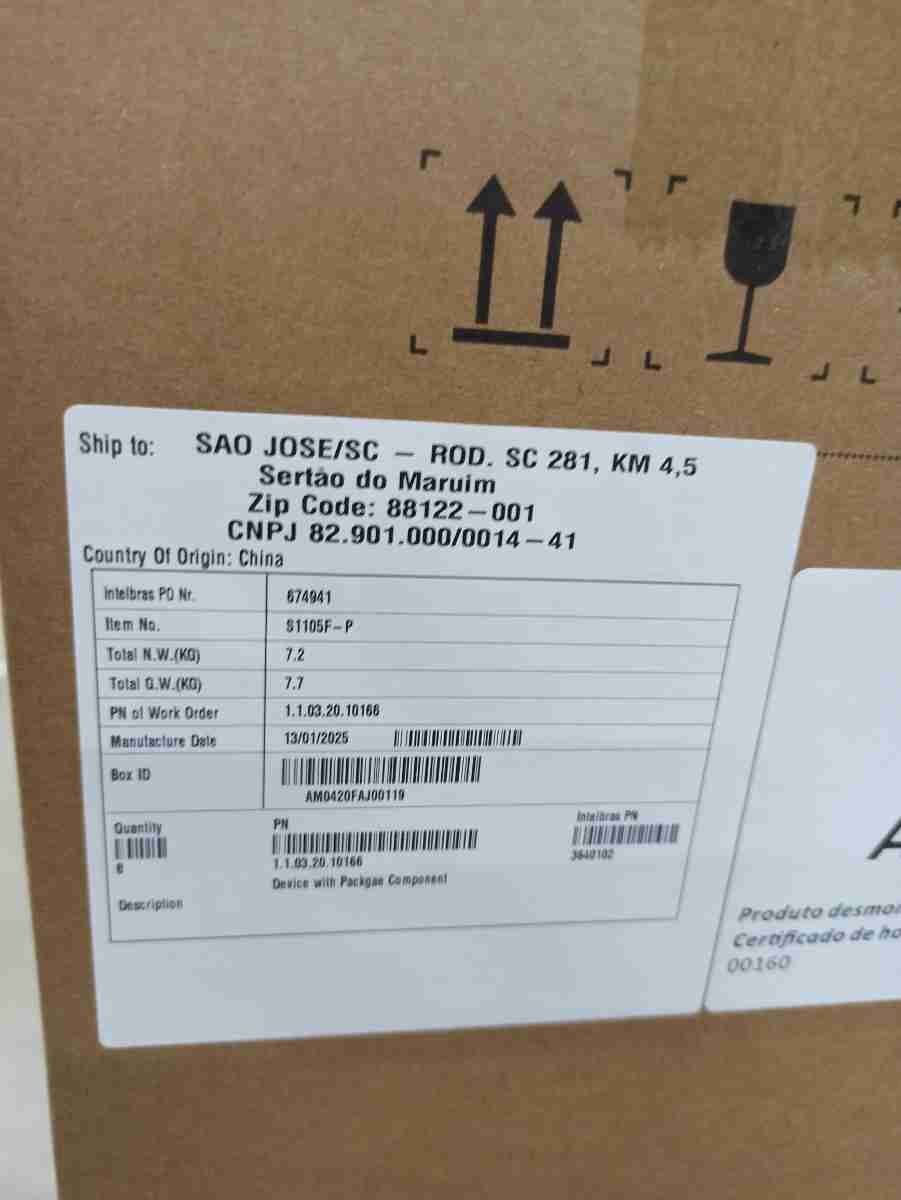 Ship to: SAO JOSE/SC – ROD. SC 281, KM 4,5
Sertão do Maruim
Zip Code: 88122-001
CNPJ 82.901.000/0014-41
Country Of Origin: China
Intelbras PO Nr. 674941
Item No. S1105F-P
Total N.W.(KG) 7.2
Total G.W.(KG) 7.7
PN of Work Order 1.1.03.20.10166
Manufacture Date 13/01/2025
Box ID
AM0420FAJ00119
Quantity PN Intelbras PN
1.1.03.20.10166 3640102
Device with Packgae Component
Description
Produto desmo
Certificado de ho
00160